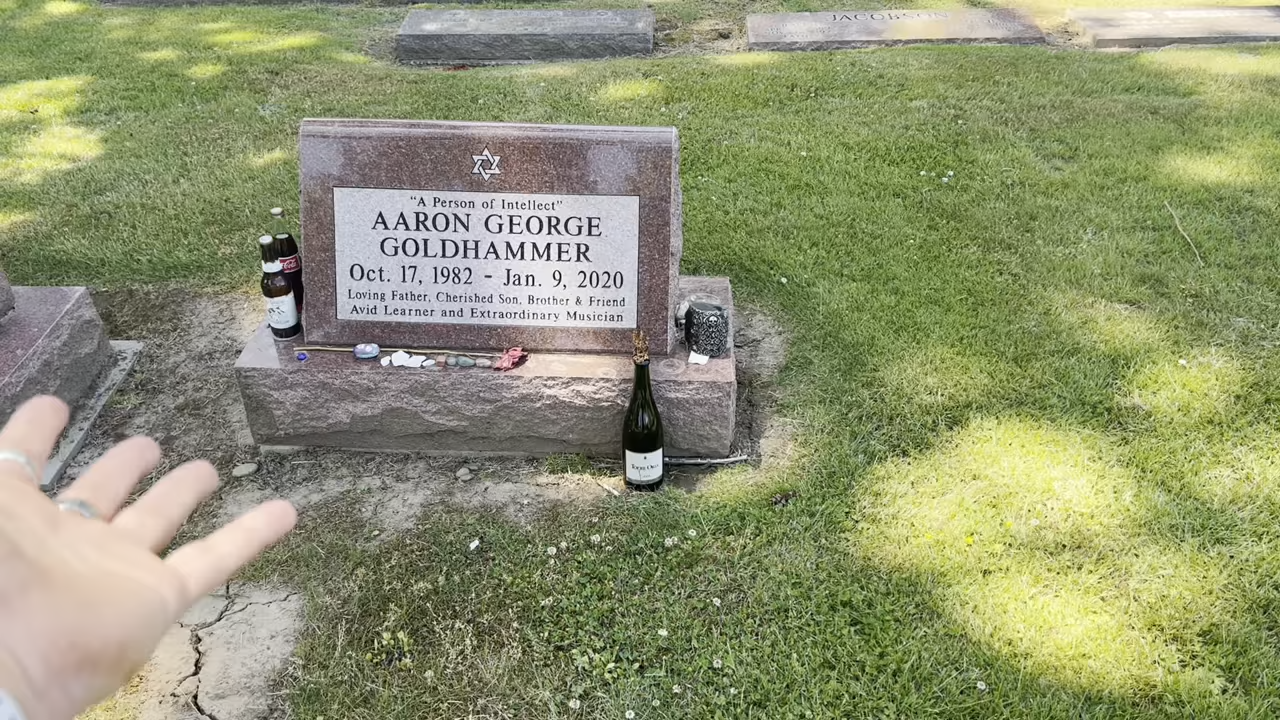 JACOBSON
"A Person of Intellect"
AARON GEORGE
GOLDHAMMER
Oct. 17, 1982 - Jan. 9, 2020
Loving Father, Cherished Son, Brother & Friend
Avid Learner and Extraordinary Musician